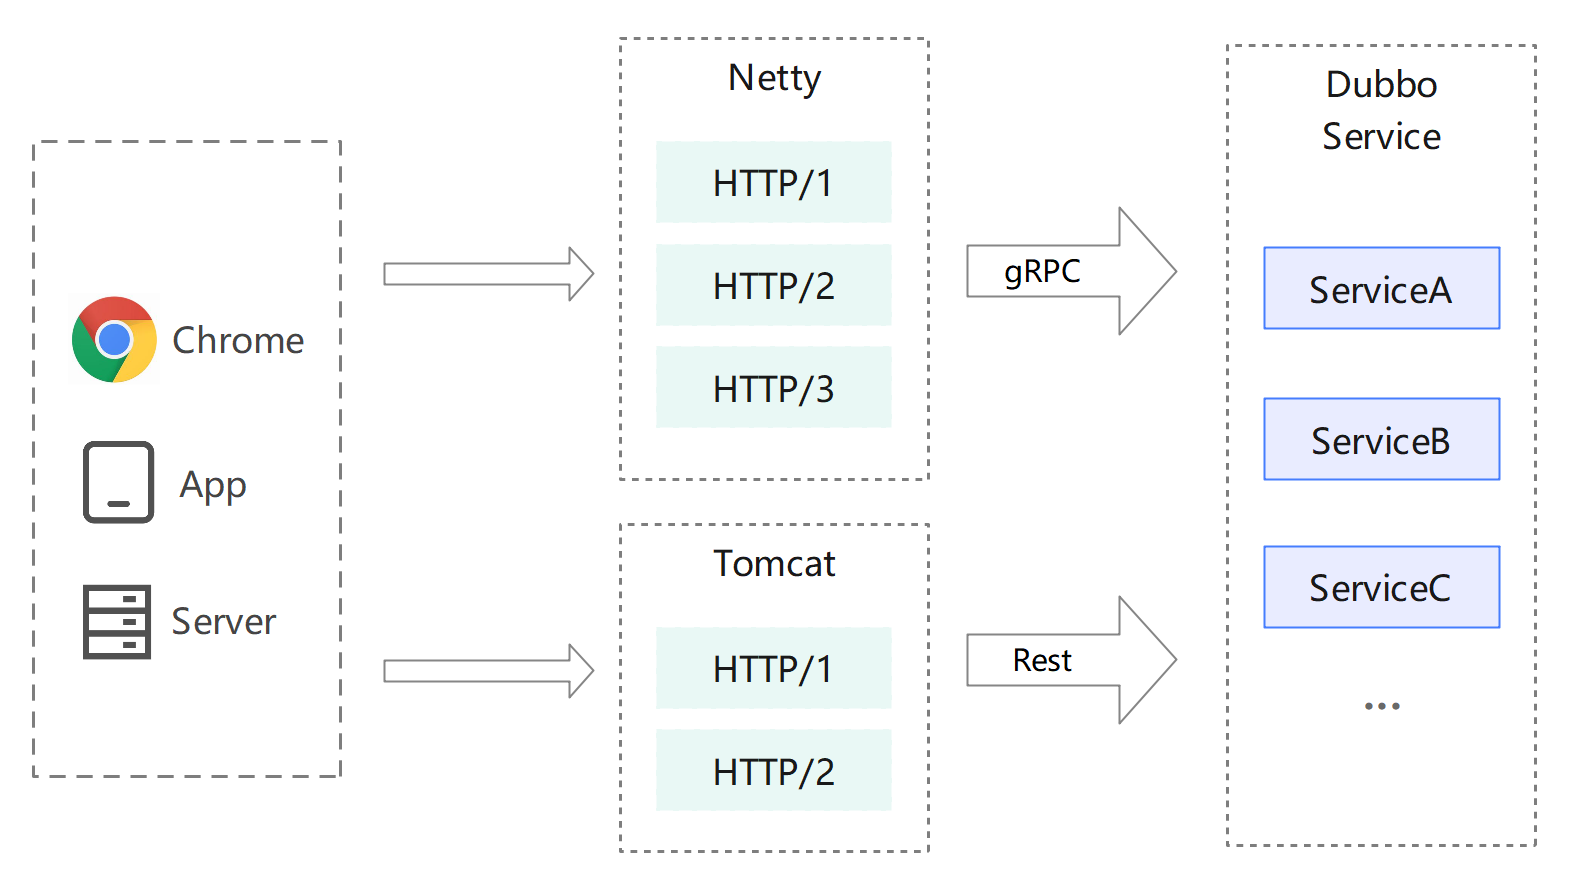 Chrome
App
Server
Netty
HTTP/1
HTTP/2
HTTP/3
Tomcat
HTTP/1
HTTP/2
gRPC
Rest
Dubbo
Service
ServiceA
ServiceB
ServiceC
...